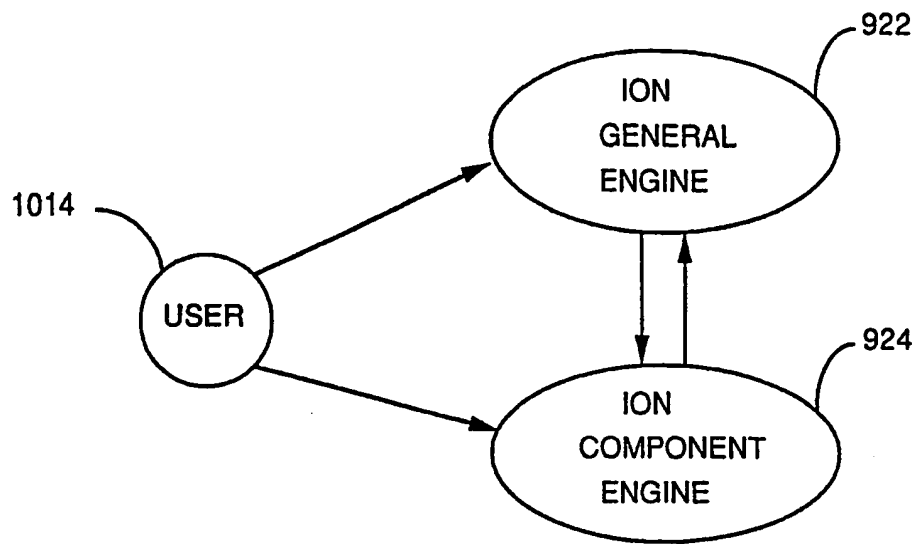 922
ION
GENERAL
ENGINE
1014
USER
924
ION
COMPONENT
ENGINE